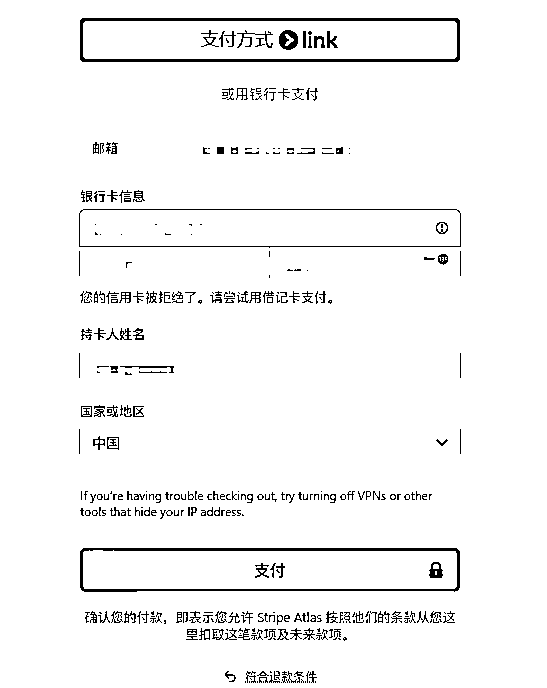 支付方式 link
或用银行卡支付
邮箱
银行卡信息
您的信用卡被拒绝了。请尝试用借记卡支付。
持卡人姓名
国家或地区
中国
If you're having trouble checking out, try turning off VPNs or other
tools that hide your IP address.
支付
确认您的付款，即表示您允许 Stripe Atlas 按照他们的条款从您这
里扣取这笔款项及未来款项。
符合退款条件